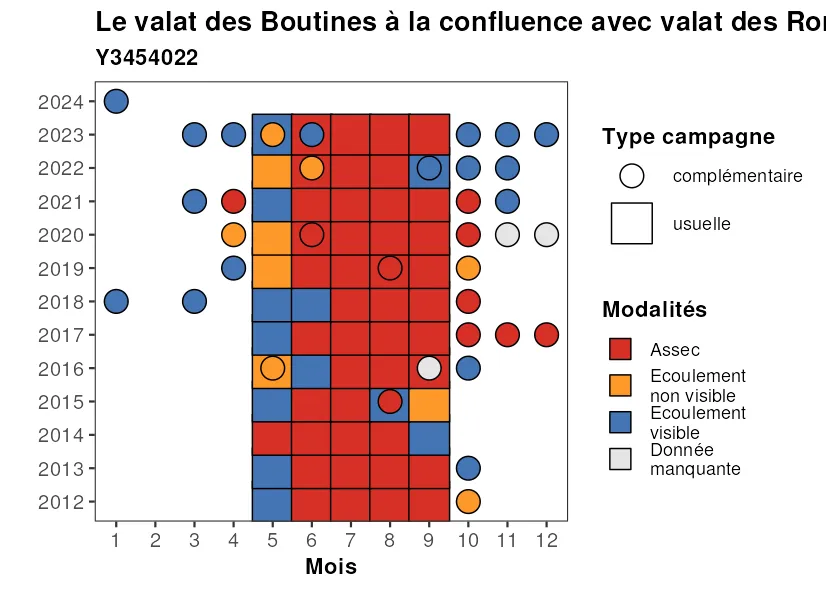 Le valat des Boutines à la confluence avec valat des Ror
Y3454022
2024
2023
2022
2021
2020
2019
2018
2017
2016
2015
2014
2013
2012
1 2 3 4 5 6 7 8 9 10 11 12
Mois
Type campagne
complémentaire
usuelle
Modalités
Assec
Ecoulement
non visible
Ecoulement
visible
Donnée
manquante